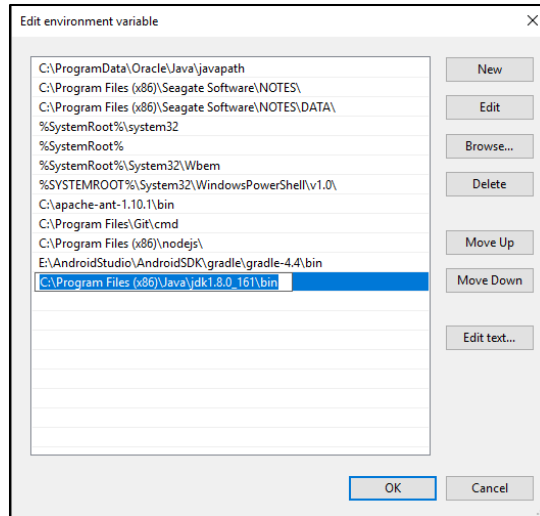 Edit environment variable
C:\ProgramData\Oracle\Java\javapath
C:\Program Files (x86)\Seagate Software\NOTES\
C:\Program Files (x86)\Seagate Software\NOTES\DATA\
%SystemRoot%\system32
%SystemRoot%
%SystemRoot%\System32\Wbem
%SYSTEMROOT%\System32\WindowsPowerShell\v1.0\
C:\apache-ant-1.10.1\bin
C:\Program Files\Git\cmd
C:\Program Files (x86)\nodejs\
E:\AndroidStudio\AndroidSDK\gradle\gradle-4.4\bin
C:\Program Files (x86)\Java\jdk1.8.0_161\bin
New
Edit
Browse...
Delete
Move Up
Move Down
Edit text...
OK
Cancel